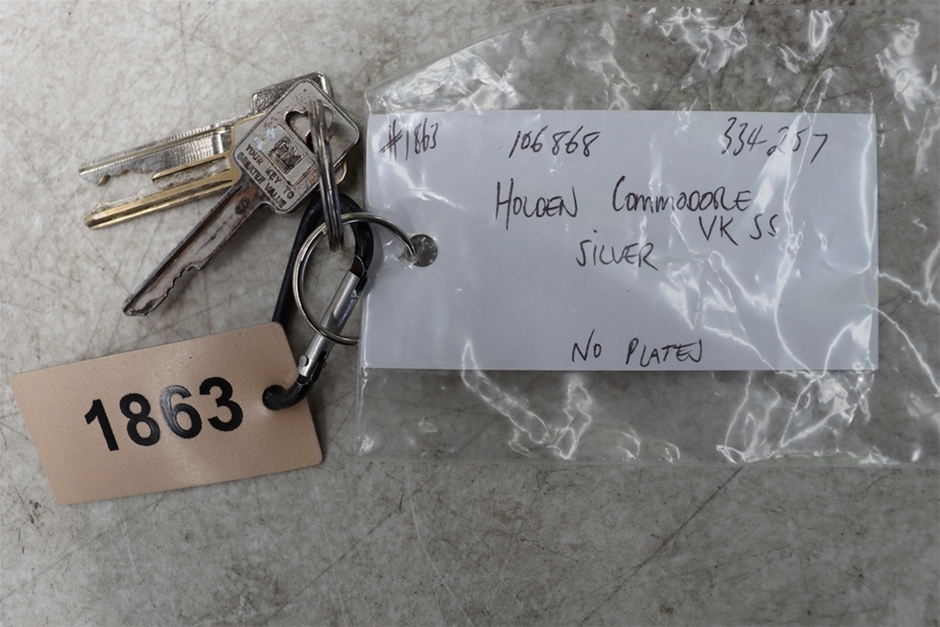 #1863 106868 334257
HOLDEN COMMODORE
VK SS
SILVER
NO PLATES
GM
YOUR KEY TO
GREATER VALUE
1863